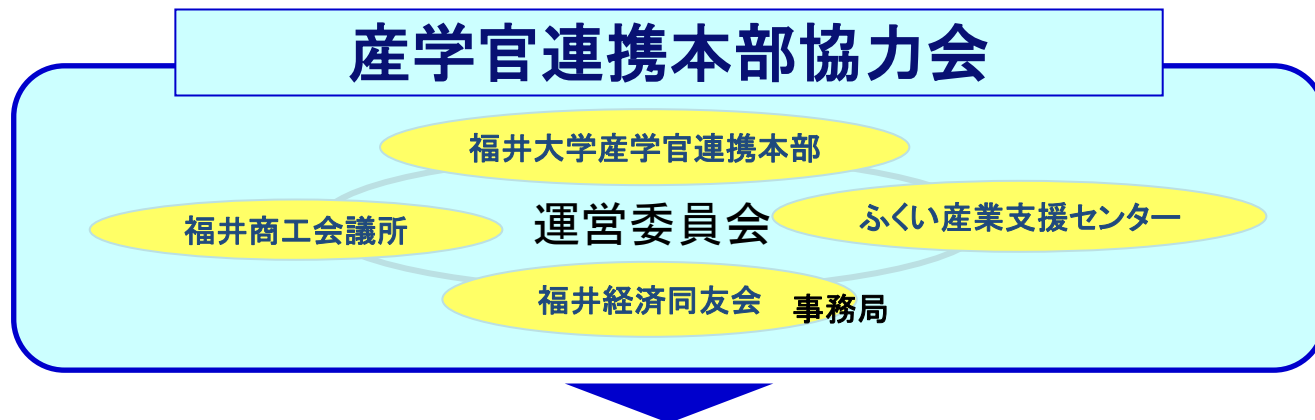 産学官連携本部協力会
福井大学産学官連携本部
福井商工会議所
運営委員会
ふくい産業支援センター
福井経済同友会
事務局